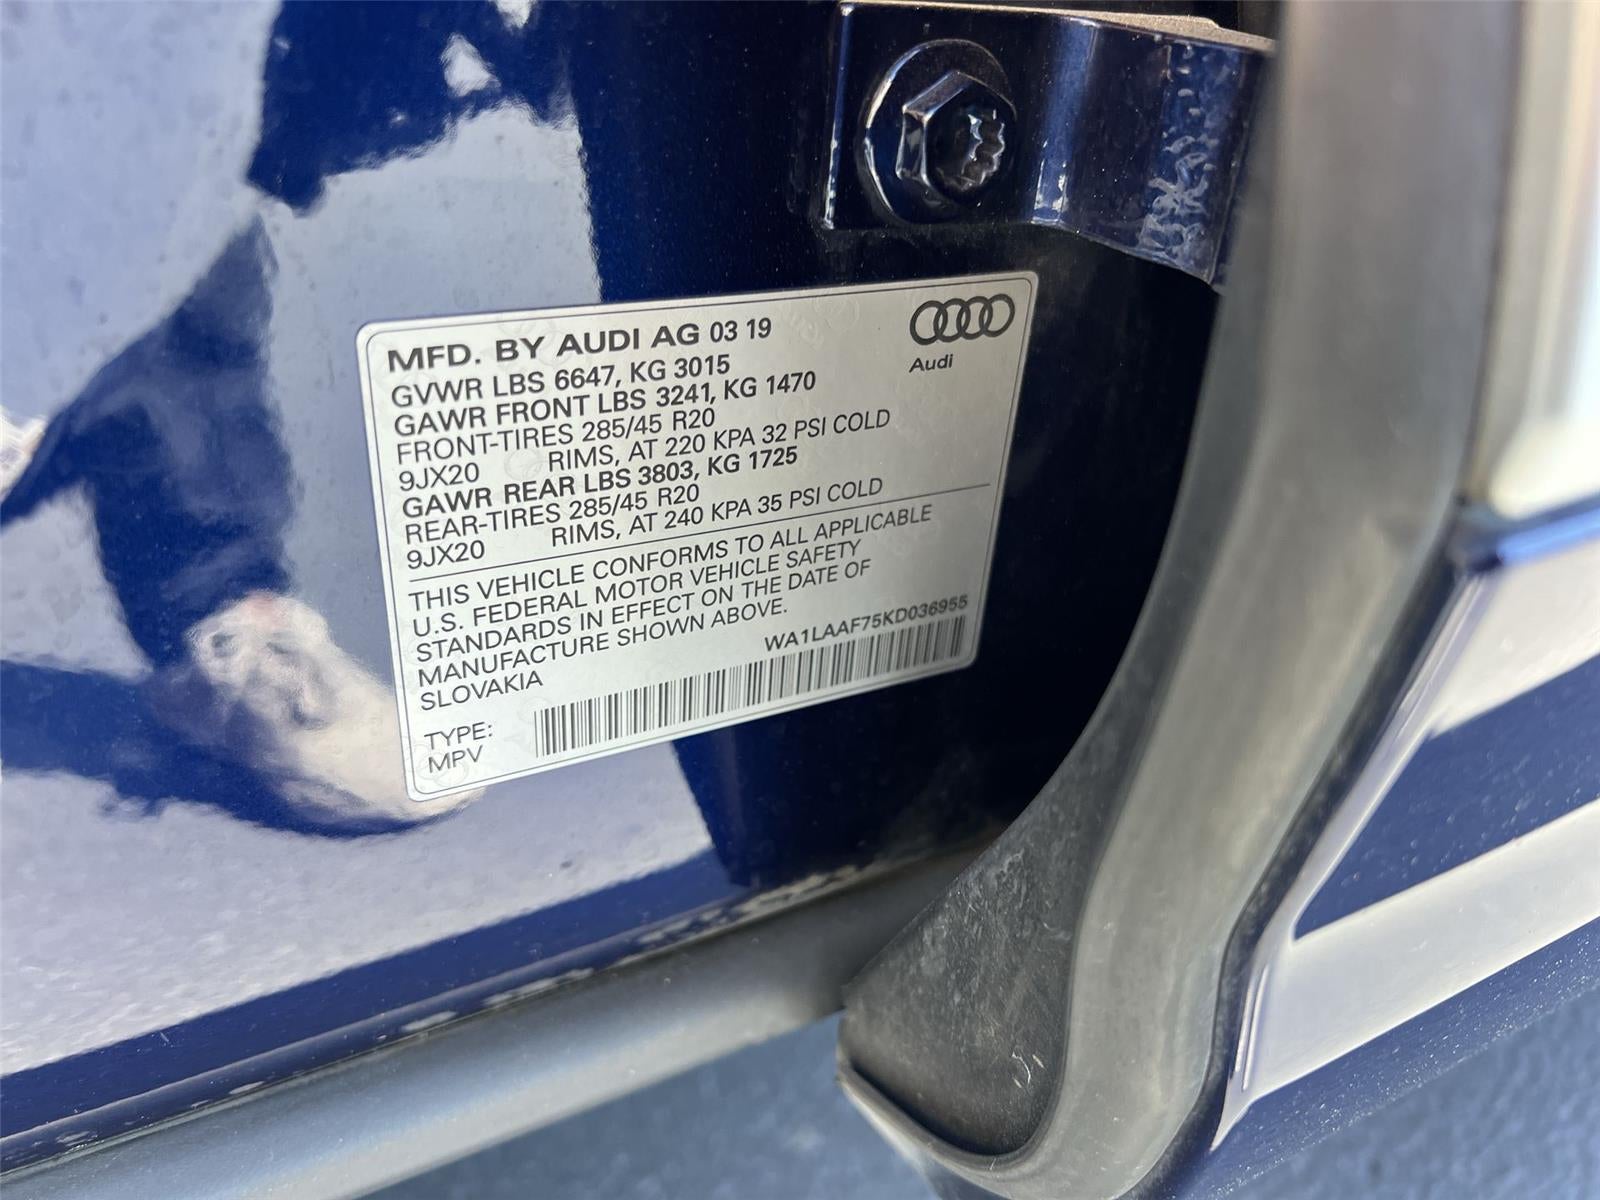 MFD. BY AUDI AG 03 19
Audi
GVWR LBS 6647, KG 3015
GAWR FRONT LBS 3241, KG 1470
FRONT-TIRES 285/45 R20
9JX20 RIMS, AT 220 KPA 32 PSI COLD
GAWR REAR LBS 3803, KG 1725
REAR-TIRES 285/45 R20
9JX20 RIMS, AT 240 KPA 35 PSI COLD
THIS VEHICLE CONFORMS TO ALL APPLICABLE
U.S. FEDERAL MOTOR VEHICLE SAFETY
STANDARDS IN EFFECT ON THE DATE OF
MANUFACTURE SHOWN ABOVE.
SLOVAKIA
WA1LAAF75KD036955
TYPE:
MPV